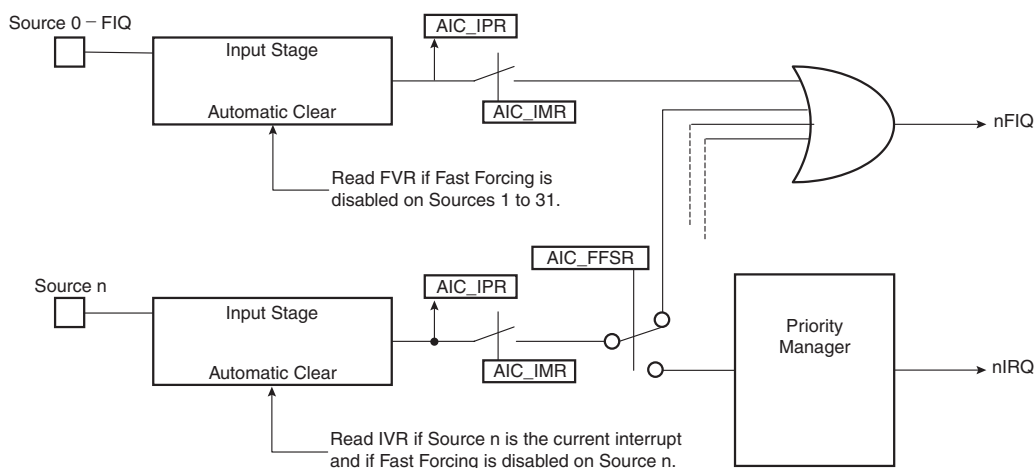 Source 0 – FIQ
AIC_IPR
Input Stage
Automatic Clear
AIC_IMR
nFIQ
Read FVR if Fast Forcing is
disabled on Sources 1 to 31.
AIC_FFSR
Source n
AIC_IPR
Input Stage
Priority
Manager
Automatic Clear
AIC_IMR
nIRQ
Read IVR if Source n is the current interrupt
and if Fast Forcing is disabled on Source n.